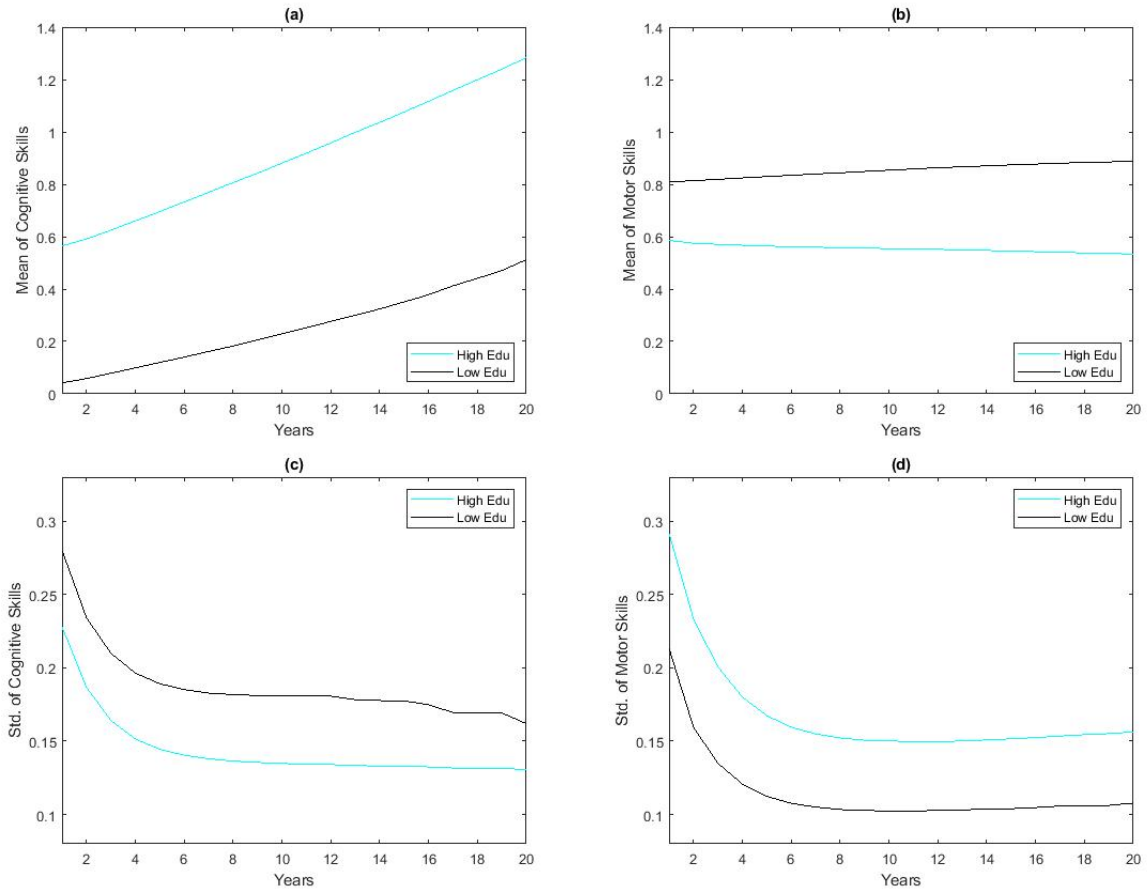 (a)
Mean of Cognitive Skills
1.4
1.2
1
0.8
0.6
0.4
0.2
0
2 4 6 8 10 12 14 16 18 20
Years
High Edu
Low Edu
(b)
Mean of Motor Skills
1.4
1.2
1
0.8
0.6
0.4
0.2
0
2 4 6 8 10 12 14 16 18 20
Years
High Edu
Low Edu
(c)
Std. of Cognitive Skills
0.3
0.25
0.2
0.15
0.1
2 4 6 8 10 12 14 16 18 20
Years
High Edu
Low Edu
(d)
Std. of Motor Skills
0.3
0.25
0.2
0.15
0.1
2 4 6 8 10 12 14 16 18 20
Years
High Edu
Low Edu